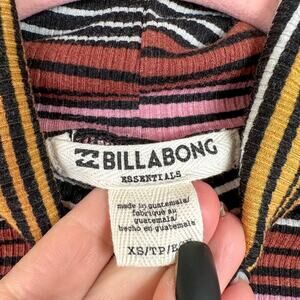 BILLABONG
ESSENTIALS
made in guatemala/
fabriqué au
guatemala/
hecho en guatemala
XS/TP/E